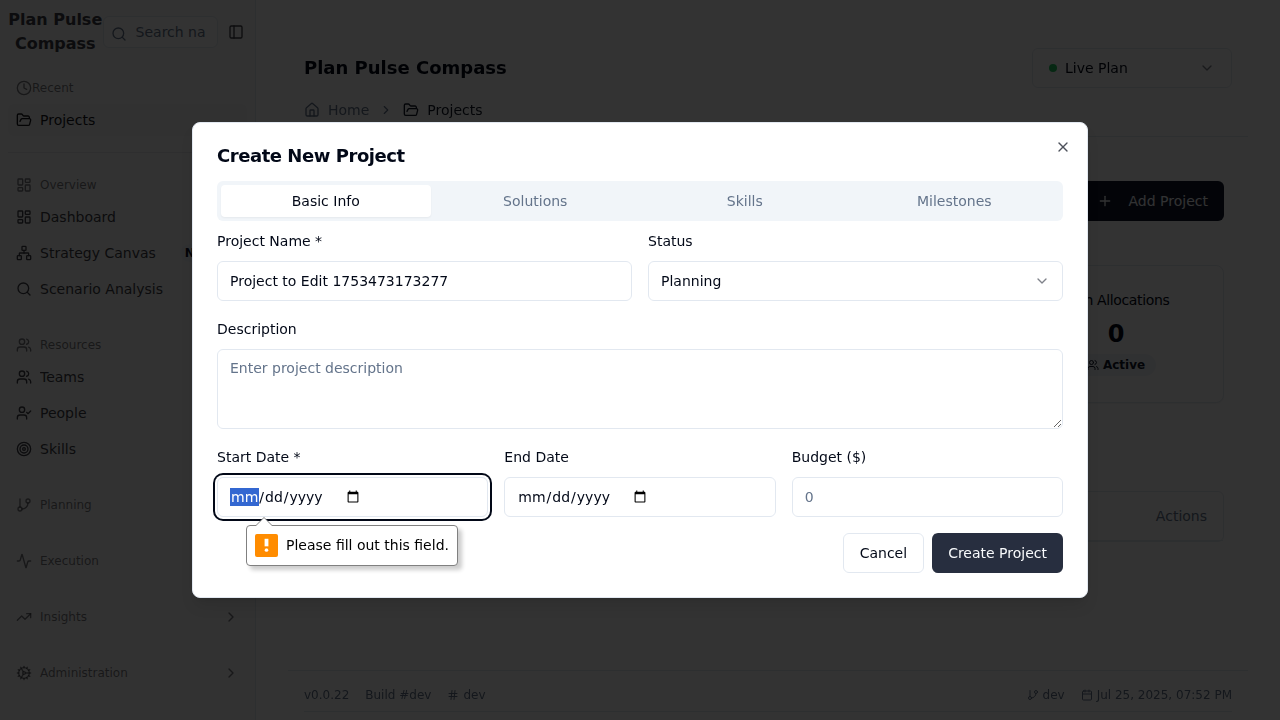 Plan Pulse
Compass
Search na
Recent
Projects
Overview
Dashboard
Strategy Canvas
Scenario Analysis
Resources
Teams
People
Skills
Planning
Execution
Insights
Administration
Plan Pulse Compass
Live Plan
Home
Projects
Add Project
Allocations
0
Active
Actions
Create New Project
Basic Info
Solutions
Skills
Milestones
Project Name *
Status
Project to Edit 1753473173277
Planning
Description
Enter project description
Start Date *
End Date
Budget ($)
mm/dd/yyyy
mm/dd/yyyy
0
Please fill out this field.
Cancel
Create Project
v0.0.22
Build #dev
# dev
dev
Jul 25, 2025, 07:52 PM